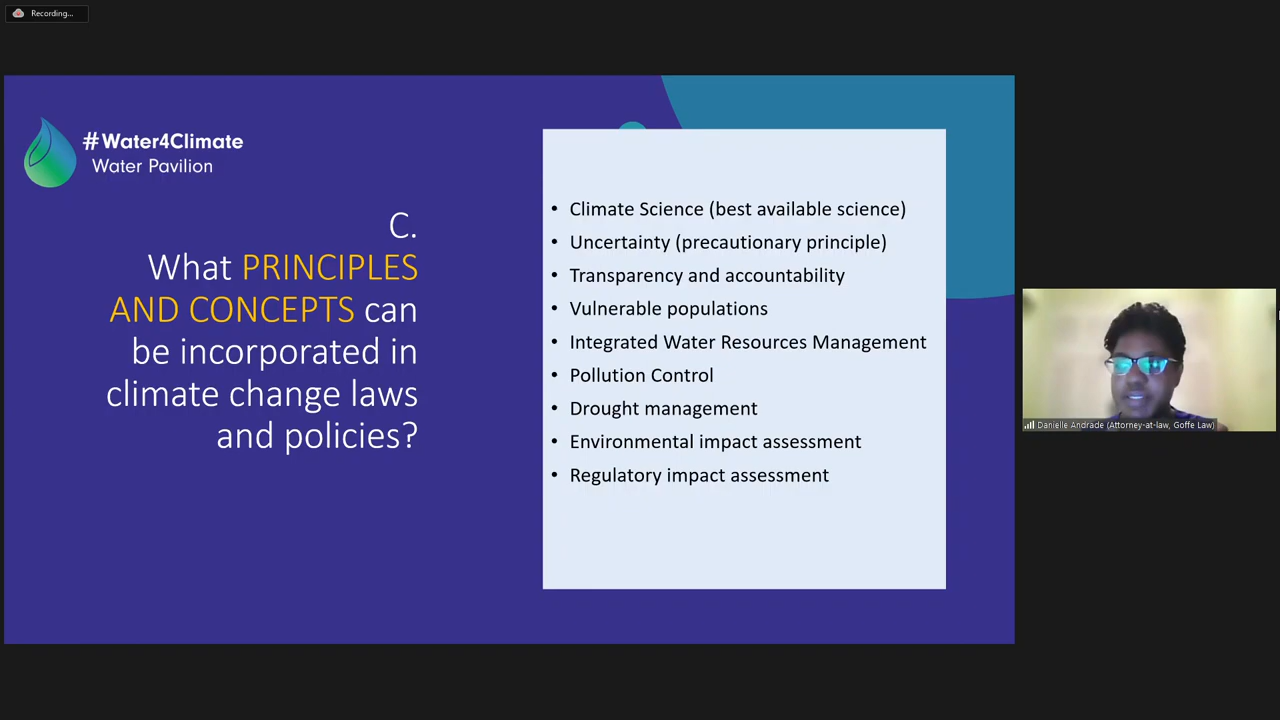 Recording...
#Water4Climate
Water Pavilion
C.
What PRINCIPLES
AND CONCEPTS can
be incorporated in
climate change laws
and policies?
• Climate Science (best available science)
• Uncertainty (precautionary principle)
• Transparency and accountability
• Vulnerable populations
• Integrated Water Resources Management
• Pollution Control
• Drought management
• Environmental impact assessment
• Regulatory impact assessment
Danielle Andrade (Attorney-at-law, Goffe Law)